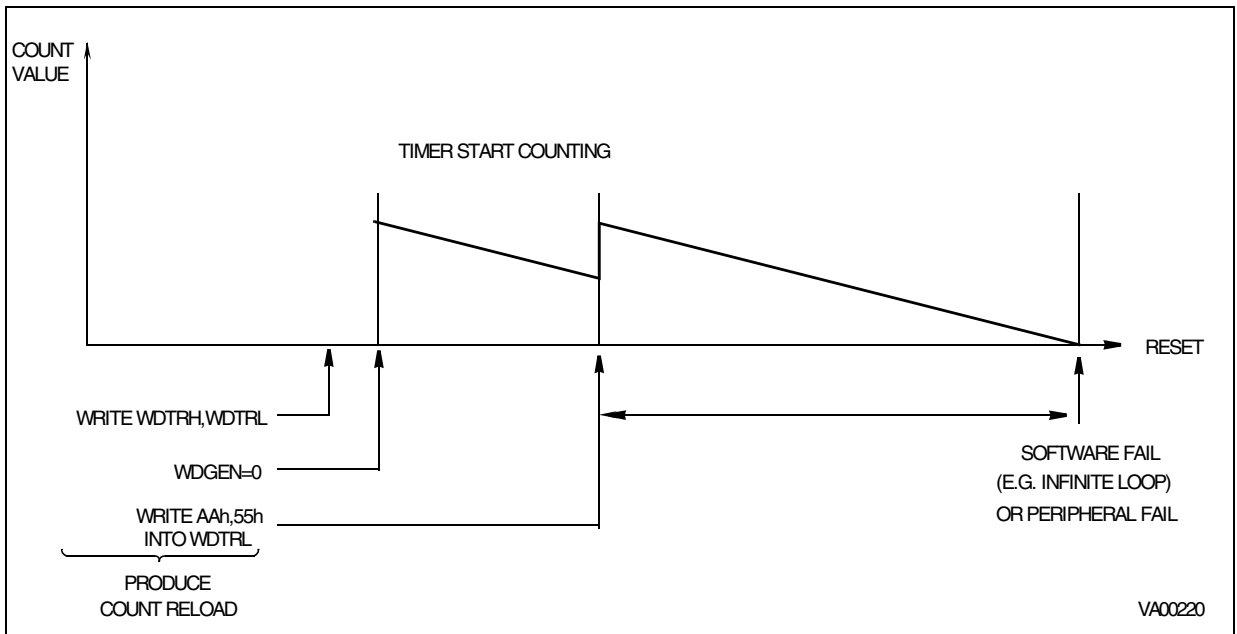 COUNT
VALUE
TIMER START COUNTING
RESET
WRITE WDTRH,WDTRL
WDGEN=0
WRITE AAh,55h
INTO WDTRL
PRODUCE
COUNT RELOAD
SOFTWARE FAIL
(E.G. INFINITE LOOP)
OR PERIPHERAL FAIL
VA00220